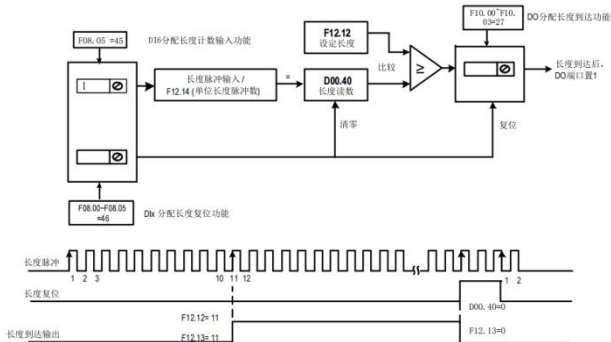 F08.05 =45
DI6分配长度计数输入功能
F12.12
设定长度
F10.00~F10.
03=27
DO分配长度到达功能
I
长度脉冲输入 /
F12.14 (单位长度脉冲数)
=
D00.40
长度读数
比较
≥
长度到达后,
DO端口置1
清零
复位
F08.00~F08.05
=46
DIx 分配长度复位功能
长度脉冲
1 2 3 10 11 12 1 2
长度复位
F12.12= 11
D00.40=0
长度到达输出
F12.13= 11
F12.13=0